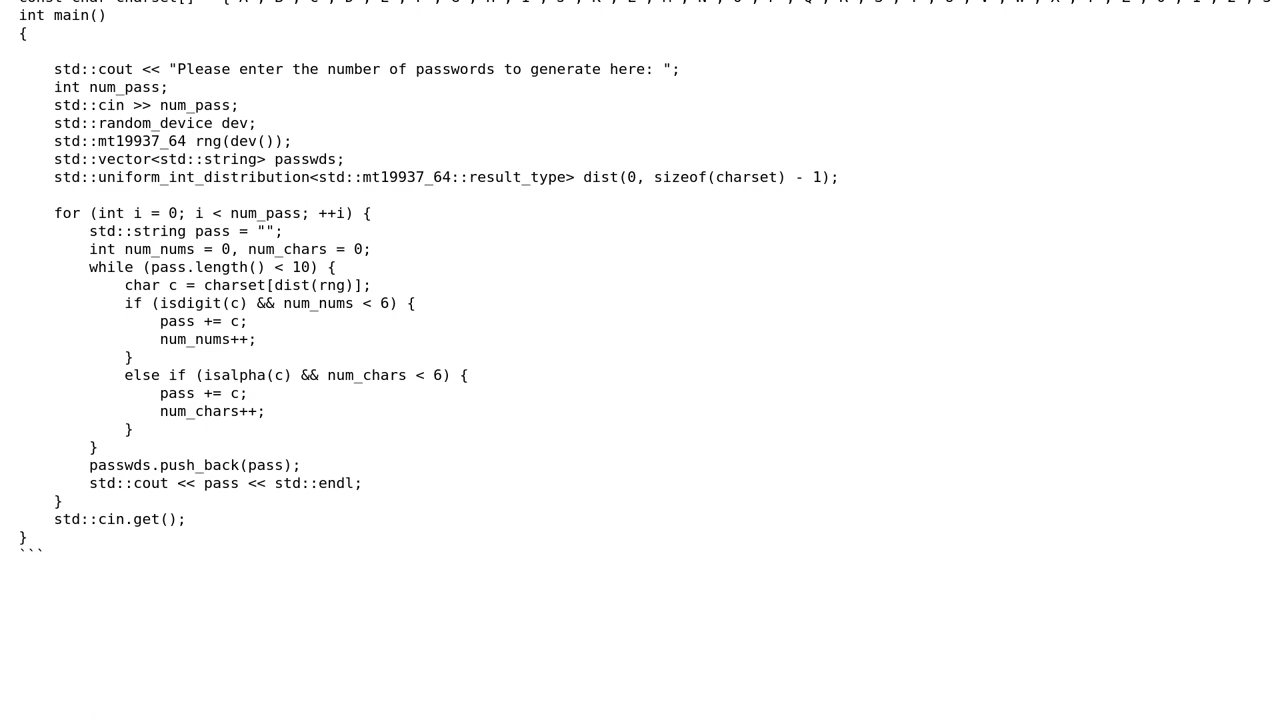 int main()
{
    std::cout << "Please enter the number of passwords to generate here: ";
    int num_pass;
    std::cin >> num_pass;
    std::random_device dev;
    std::mt19937_64 rng(dev());
    std::vector<std::string> passwds;
    std::uniform_int_distribution<std::mt19937_64::result_type> dist(0, sizeof(charset) - 1);
    for (int i = 0; i < num_pass; ++i) {
        std::string pass = "";
        int num_nums = 0, num_chars = 0;
        while (pass.length() < 10) {
            char c = charset[dist(rng)];
            if (isdigit(c) && num_nums < 6) {
                pass += c;
                num_nums++;
            }
            else if (isalpha(c) && num_chars < 6) {
                pass += c;
                num_chars++;
            }
        }
        passwds.push_back(pass);
        std::cout << pass << std::endl;
    }
    std::cin.get();
}
```